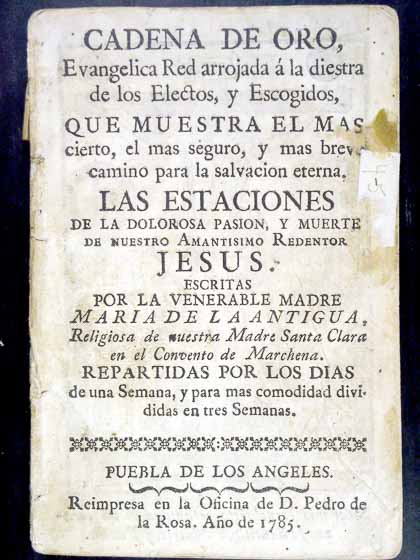 CADENA DE ORO,
Evangelica Red arrojada á la diestra
de los Electos, y Escogidos,
QUE MUESTRA EL MAS
cierto, el mas seguro, y mas breve
camino para la salvacion eterna.
LAS ESTACIONES
DE LA DOLOROSA PASION, Y MUERTE
DE NUESTRO AMANTISIMO REDENTOR
JESUS.
ESCRITAS
POR LA VENERABLE MADRE
MARIA DE LA ANTIGUA,
Religiosa de nuestra Madre Santa Clara
en el Convento de Marchena.
REPARTIDAS POR LOS DIAS
de una Semana, y para mas comodidad divi-
didas en tres Semanas.
PUEBLA DE LOS ANGELES.
Reimpresa en la Oficina de D. Pedro de
la Rosa. Año de 1785.